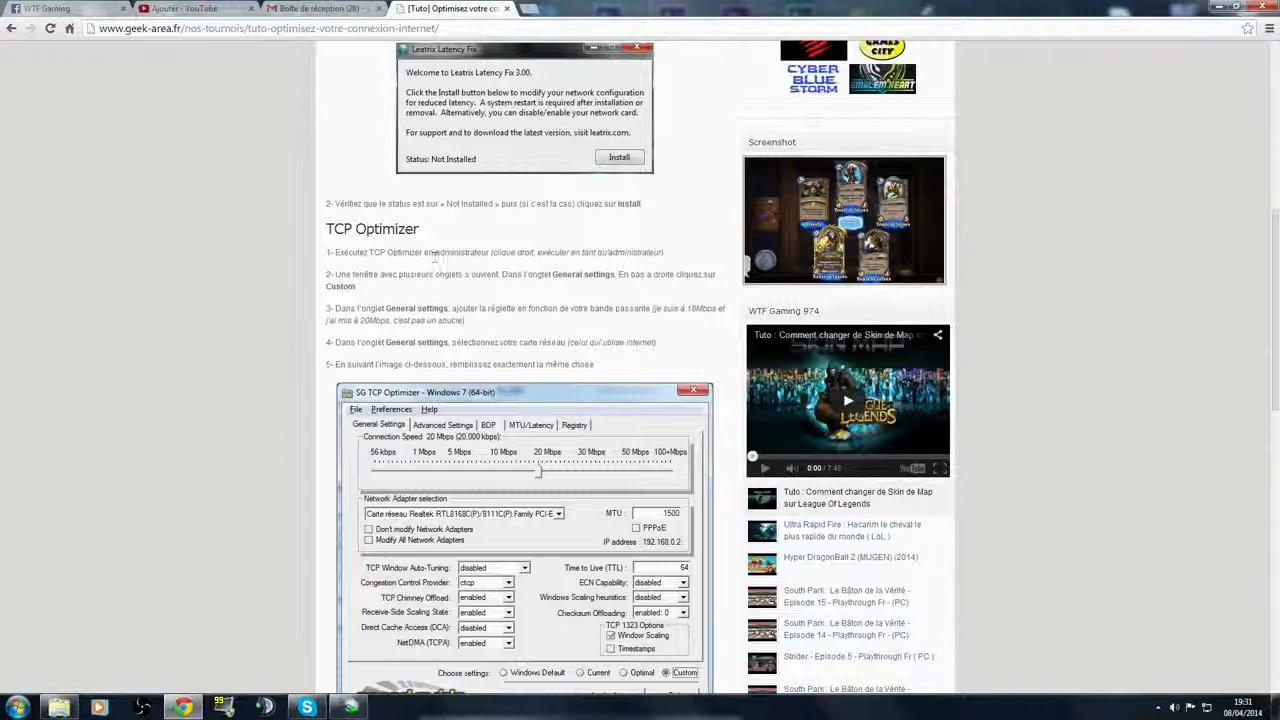 WTF Gaming
Ajouter - YouTube
Boîte de réception (28) - 
[Tuto] Optimisez votre co
www.geek-area.fr/nos-tournois/tuto-optimisez-votre-connexion-internet/
Leatrix Latency Fix
Welcome to Leatrix Latency Fix 3.00.
Click the Install button below to modify your network configuration
for reduced latency. A system restart is required after installation or
removal. Alternatively, you can disable/enable your network card.
For support and to download the latest version, visit leatrix.com.
Status: Not Installed
Install
2- Vérifiez que le status est sur « Not Installed » puis (si c'est la cas) cliquez sur install
TCP Optimizer
1- Exécutez TCP Optimizer en administrateur (clique droit, exécuter en tant qu'administrateur)
2- Une fenêtre avec plusieurs onglets s'ouvrent. Dans l'onglet General settings, En bas a droite cliquez sur
Custom
3- Dans l'onglet General settings, ajouter la réglette en fonction de votre bande passante (je suis à 18Mbps et
j'ai mis à 20Mbps, c'est pas un soucie)
4- Dans l'onglet General settings, sélectionnez votre carte réseau (celui qui utilise internet)
5- En suivant l'image ci-dessous, remplissez exactement la même chose
SG TCP Optimizer - Windows 7 (64-bit)
File Preferences Help
General Settings Advanced Settings BDP MTU/Latency Registry
Connection Speed 20 Mbps (20,000 kbps):
56 kbps 1 Mbps 5 Mbps 10 Mbps 20 Mbps 30 Mbps 50 Mbps 100+Mbps
Network Adapter selection
Carte réseau Realtek RTL8168C(P)/8111C(P) Family PCI-E
MTU : 1500
Don't modify Network Adapters
PPPoE
Modify All Network Adapters
IP address : 192.168.0.2
TCP Window Auto-Tuning: disabled
Time to Live (TTL): 64
Congestion Control Provider: ctcp
ECN Capability: disabled
TCP Chimney Offload: enabled
Windows Scaling heuristics: disabled
Receive-Side Scaling State: enabled
Checksum Offloading: enabled: 0
Direct Cache Access (DCA): disabled
TCP 1323 Options
Window Scaling
NetDMA (TCPA): enabled
Timestamps
Choose settings: Windows Default Current Optimal Custom
GAMES
CITY
CYBER
BLUE
STORM
EMBLEM HEART
Screenshot
WTF Gaming 974
Tuto : Comment changer de Skin de Map
SKIN MAP
GUE
LEGENDS
0:00 / 7:45
YouTube
Tuto : Comment changer de Skin de Map
sur League Of Legends
Ultra Rapid Fire : Hecarim le cheval le
plus rapide du monde ( LoL )
Hyper DragonBall Z (MUGEN) (2014)
South Park : Le Bâton de la Vérité -
Episode 15 - Playthrough Fr - (PC)
South Park : Le Bâton de la Vérité -
Episode 14 - Playthrough Fr - (PC)
Strider - Episode 5 - Playthrough Fr ( PC )
South Park : Le Bâton de la Vérité -
99
19:31
08/04/2014